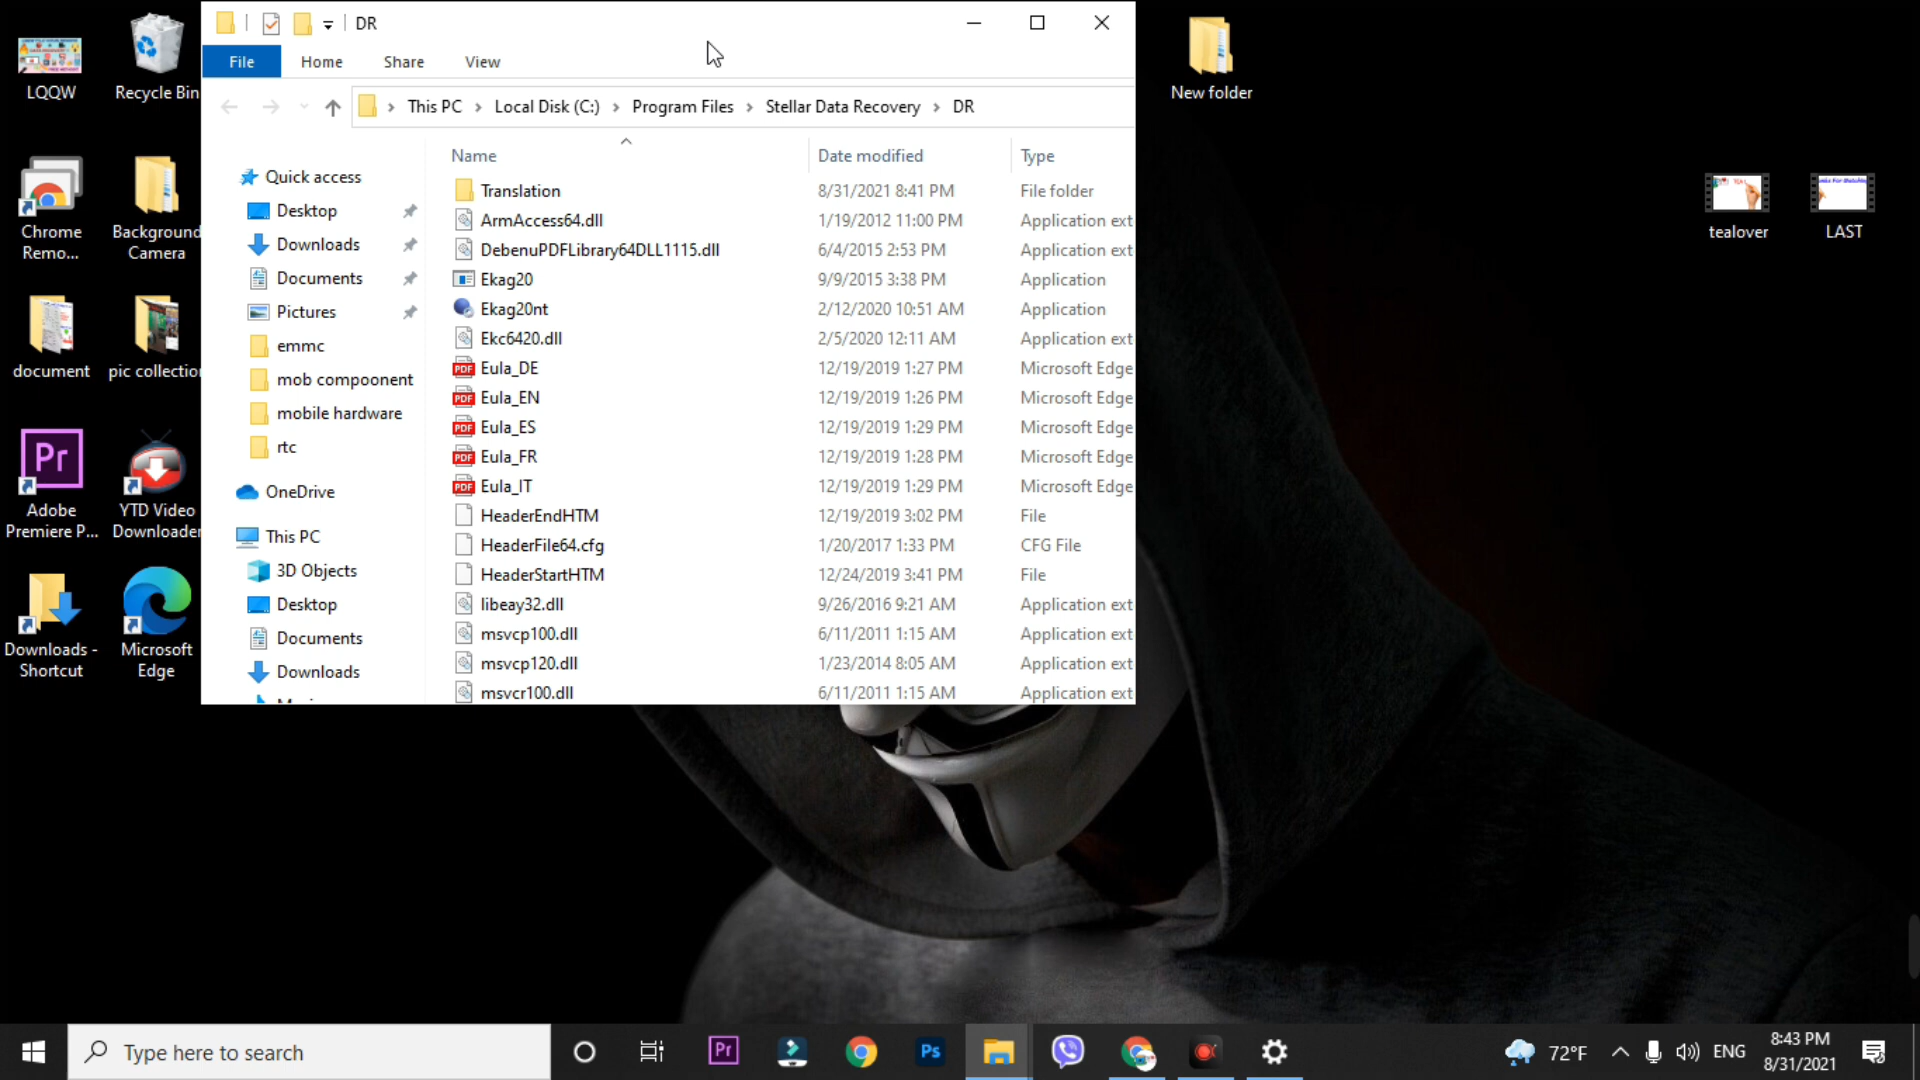 DR
File
Home
Share
View
This PC > Local Disk (C:) > Program Files > Stellar Data Recovery > DR
Name
Date modified
Type
Quick access
Desktop
Downloads
Documents
Pictures
emmc
mob compoonent
mobile hardware
rtc
OneDrive
This PC
3D Objects
Desktop
Documents
Downloads
Translation 8/31/2021 8:41 PM File folder
ArmAccess64.dll 1/19/2012 11:00 PM Application ext
DebenuPDFLibrary64DLL1115.dll 6/4/2015 2:53 PM Application ext
Ekag20 9/9/2015 3:38 PM Application
Ekag20nt 2/12/2020 10:51 AM Application
Ekc6420.dll 2/5/2020 12:11 AM Application ext
PDF Eula_DE 12/19/2019 1:27 PM Microsoft Edge
PDF Eula_EN 12/19/2019 1:26 PM Microsoft Edge
PDF Eula_ES 12/19/2019 1:29 PM Microsoft Edge
PDF Eula_FR 12/19/2019 1:28 PM Microsoft Edge
PDF Eula_IT 12/19/2019 1:29 PM Microsoft Edge
HeaderEndHTM 12/19/2019 3:02 PM File
HeaderFile64.cfg 1/20/2017 1:33 PM CFG File
HeaderStartHTM 12/24/2019 3:41 PM File
libeay32.dll 9/26/2016 9:21 AM Application ext
msvcp100.dll 6/11/2011 1:15 AM Application ext
msvcp120.dll 1/23/2014 8:05 AM Application ext
msvcr100.dll 6/11/2011 1:15 AM Application ext
LQQW
Recycle Bin
Chrome
Remo...
Background
Camera
document
pic collection
Pr
Adobe
Premiere P...
YTD Video
Downloader
Downloads -
Shortcut
Microsoft
Edge
New folder
tealover
LAST
Type here to search
Pr
Ps
72°F
ENG
8:43 PM
8/31/2021